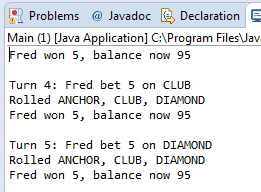 Problems @ Javadoc Declaration
Main (1) [Java Application] C:\Program Files\Jav
Fred won 5, balance now 95
Turn 4: Fred bet 5 on CLUB
Rolled ANCHOR, CLUB, DIAMOND
Fred won 5, balance now 95
Turn 5: Fred bet 5 on DIAMOND
Rolled ANCHOR, CLUB, DIAMOND
Fred won 5, balance now 95